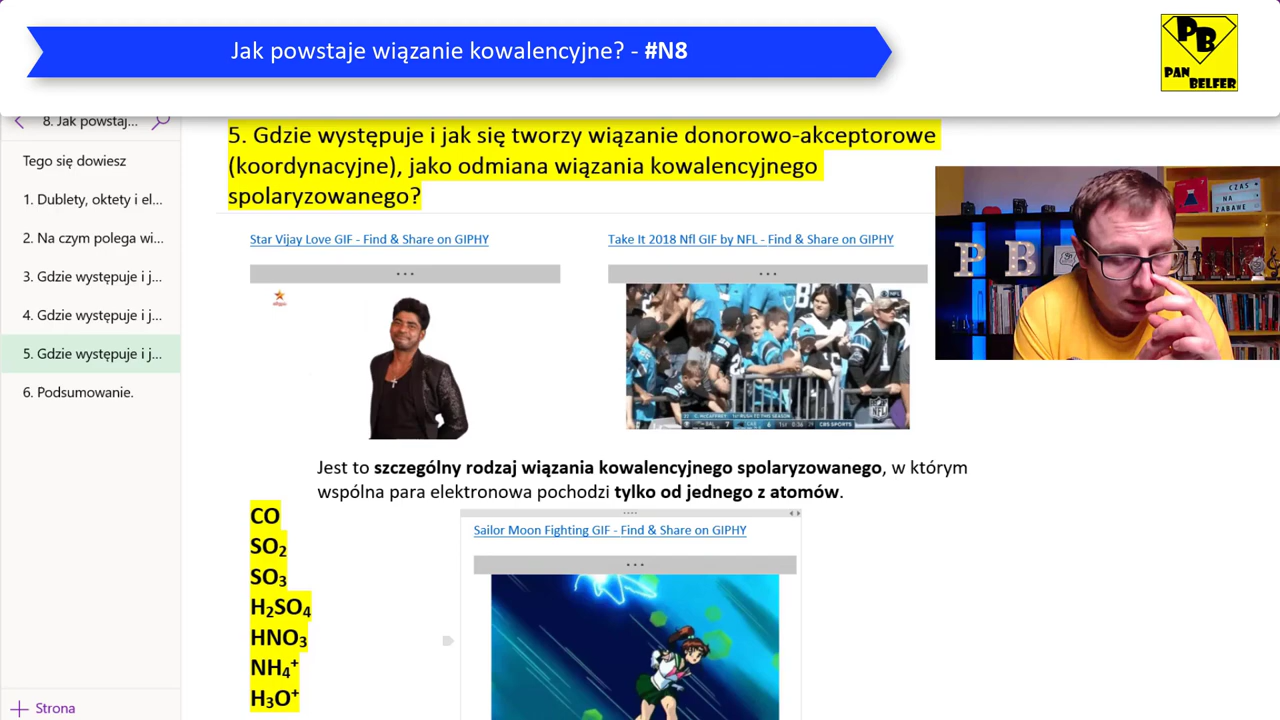 Jak powstaje wiązanie kowalencyjne? - #N8
PB
PAN
BELFER
8. Jak powstaj...
Tego się dowiesz
1. Dublety, oktety i el...
2. Na czym polega wi...
3. Gdzie występuje i j...
4. Gdzie występuje i j...
5. Gdzie występuje i j...
6. Podsumowanie.
Strona
5. Gdzie występuje i jak się tworzy wiązanie donorowo-akceptorowe
(koordynacyjne), jako odmiana wiązania kowalencyjnego
spolaryzowanego?
Star Vijay Love GIF - Find & Share on GIPHY
Take It 2018 Nfl GIF by NFL - Find & Share on GIPHY
CBS SPORTS
NFL
CZAS
NA
ZABAWĘ
P B
Jest to szczególny rodzaj wiązania kowalencyjnego spolaryzowanego, w którym
wspólna para elektronowa pochodzi tylko od jednego z atomów.
CO
SO₂
SO₃
H₂SO₄
HNO₃
NH₄⁺
H₃O⁺
Sailor Moon Fighting GIF - Find & Share on GIPHY